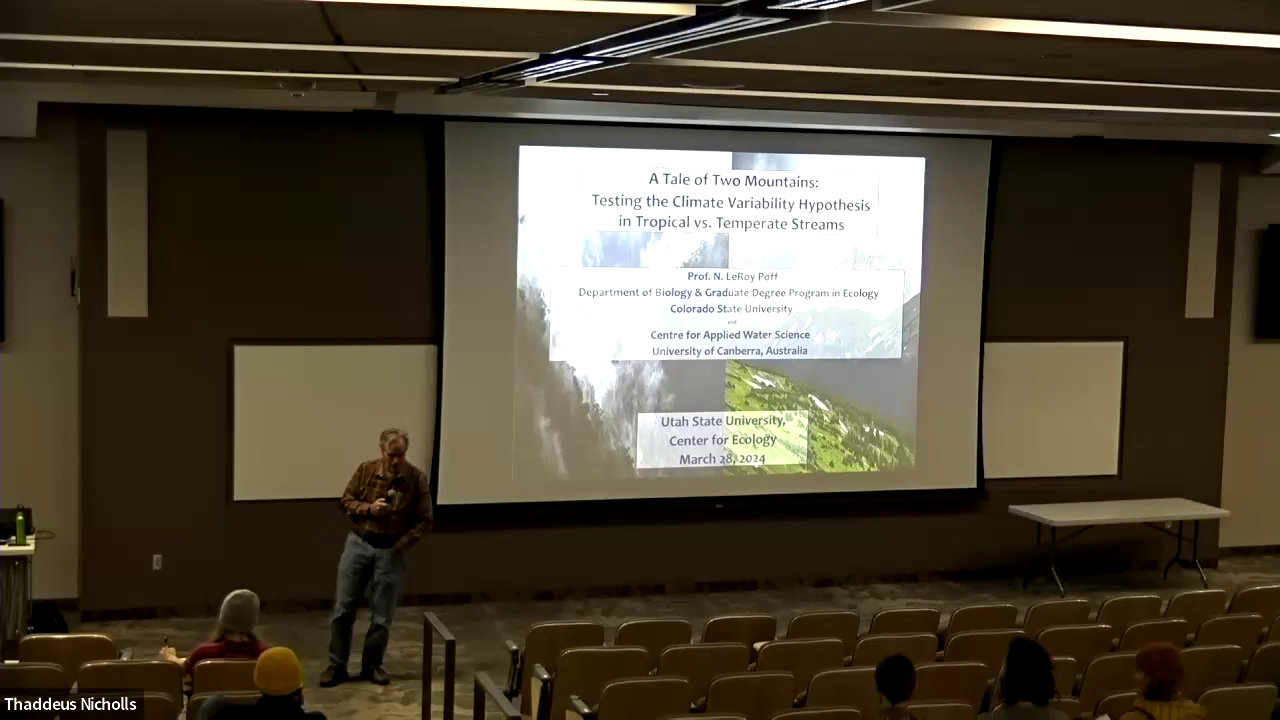 A Tale of Two Mountains:
Testing the Climate Variability Hypothesis
in Tropical vs. Temperate Streams
Prof. N. LeRoy Poff
Department of Biology & Graduate Degree Program in Ecology
Colorado State University
and
Centre for Applied Water Science
University of Canberra, Australia
Utah State University,
Center for Ecology
March 28, 2024
Thaddeus Nicholls